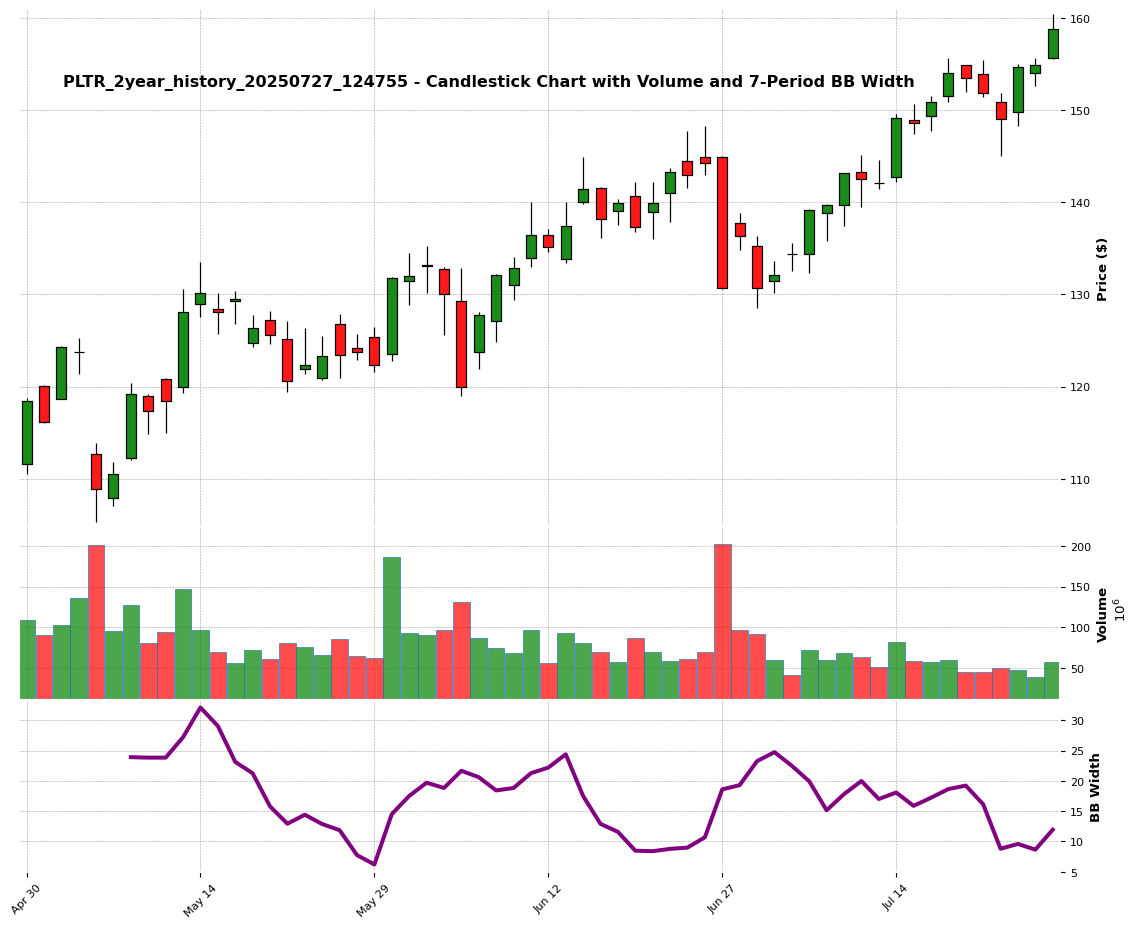 PLTR_2year_history_20250727_124755 - Candlestick Chart with Volume and 7-Period BB Width
160
150
140
130
120
110
Price ($)
200
150
100
50
Volume
10^6
30
25
20
15
10
5
BB Width
Apr 30
May 14
May 29
Jun 12
Jun 27
Jul 14